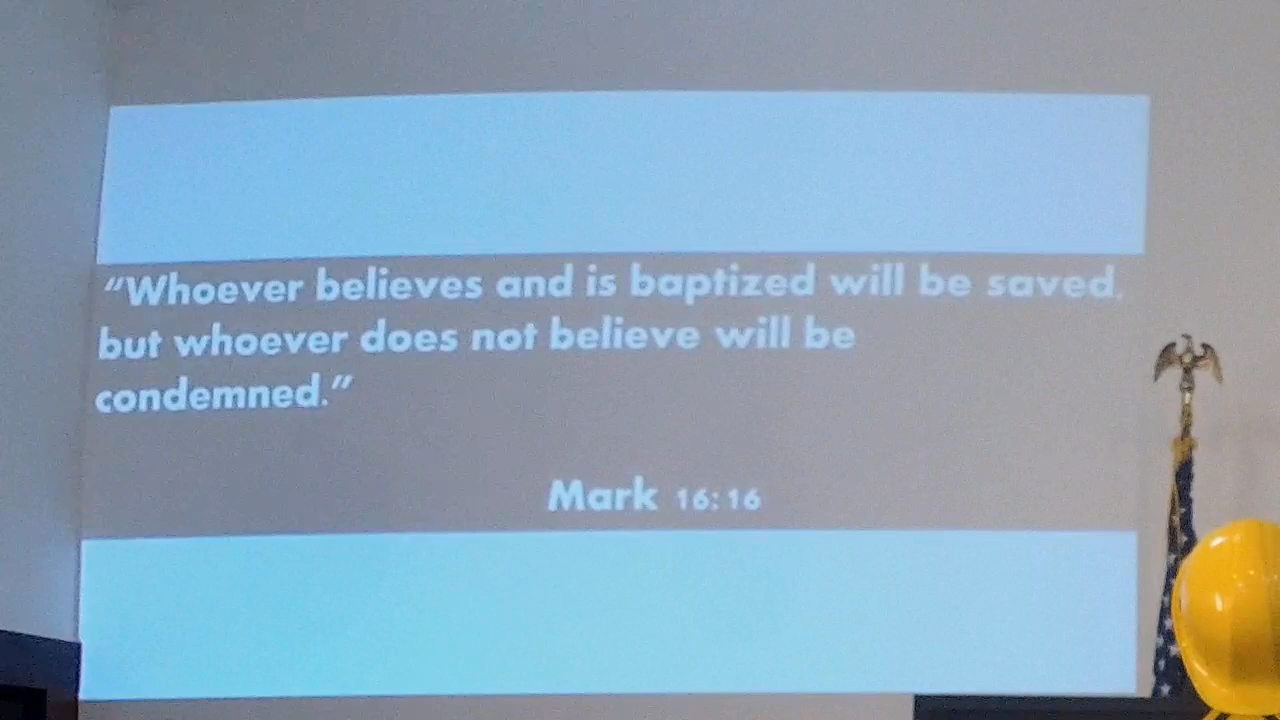 “Whoever believes and is baptized will be saved,
but whoever does not believe will be
condemned.”
Mark 16:16